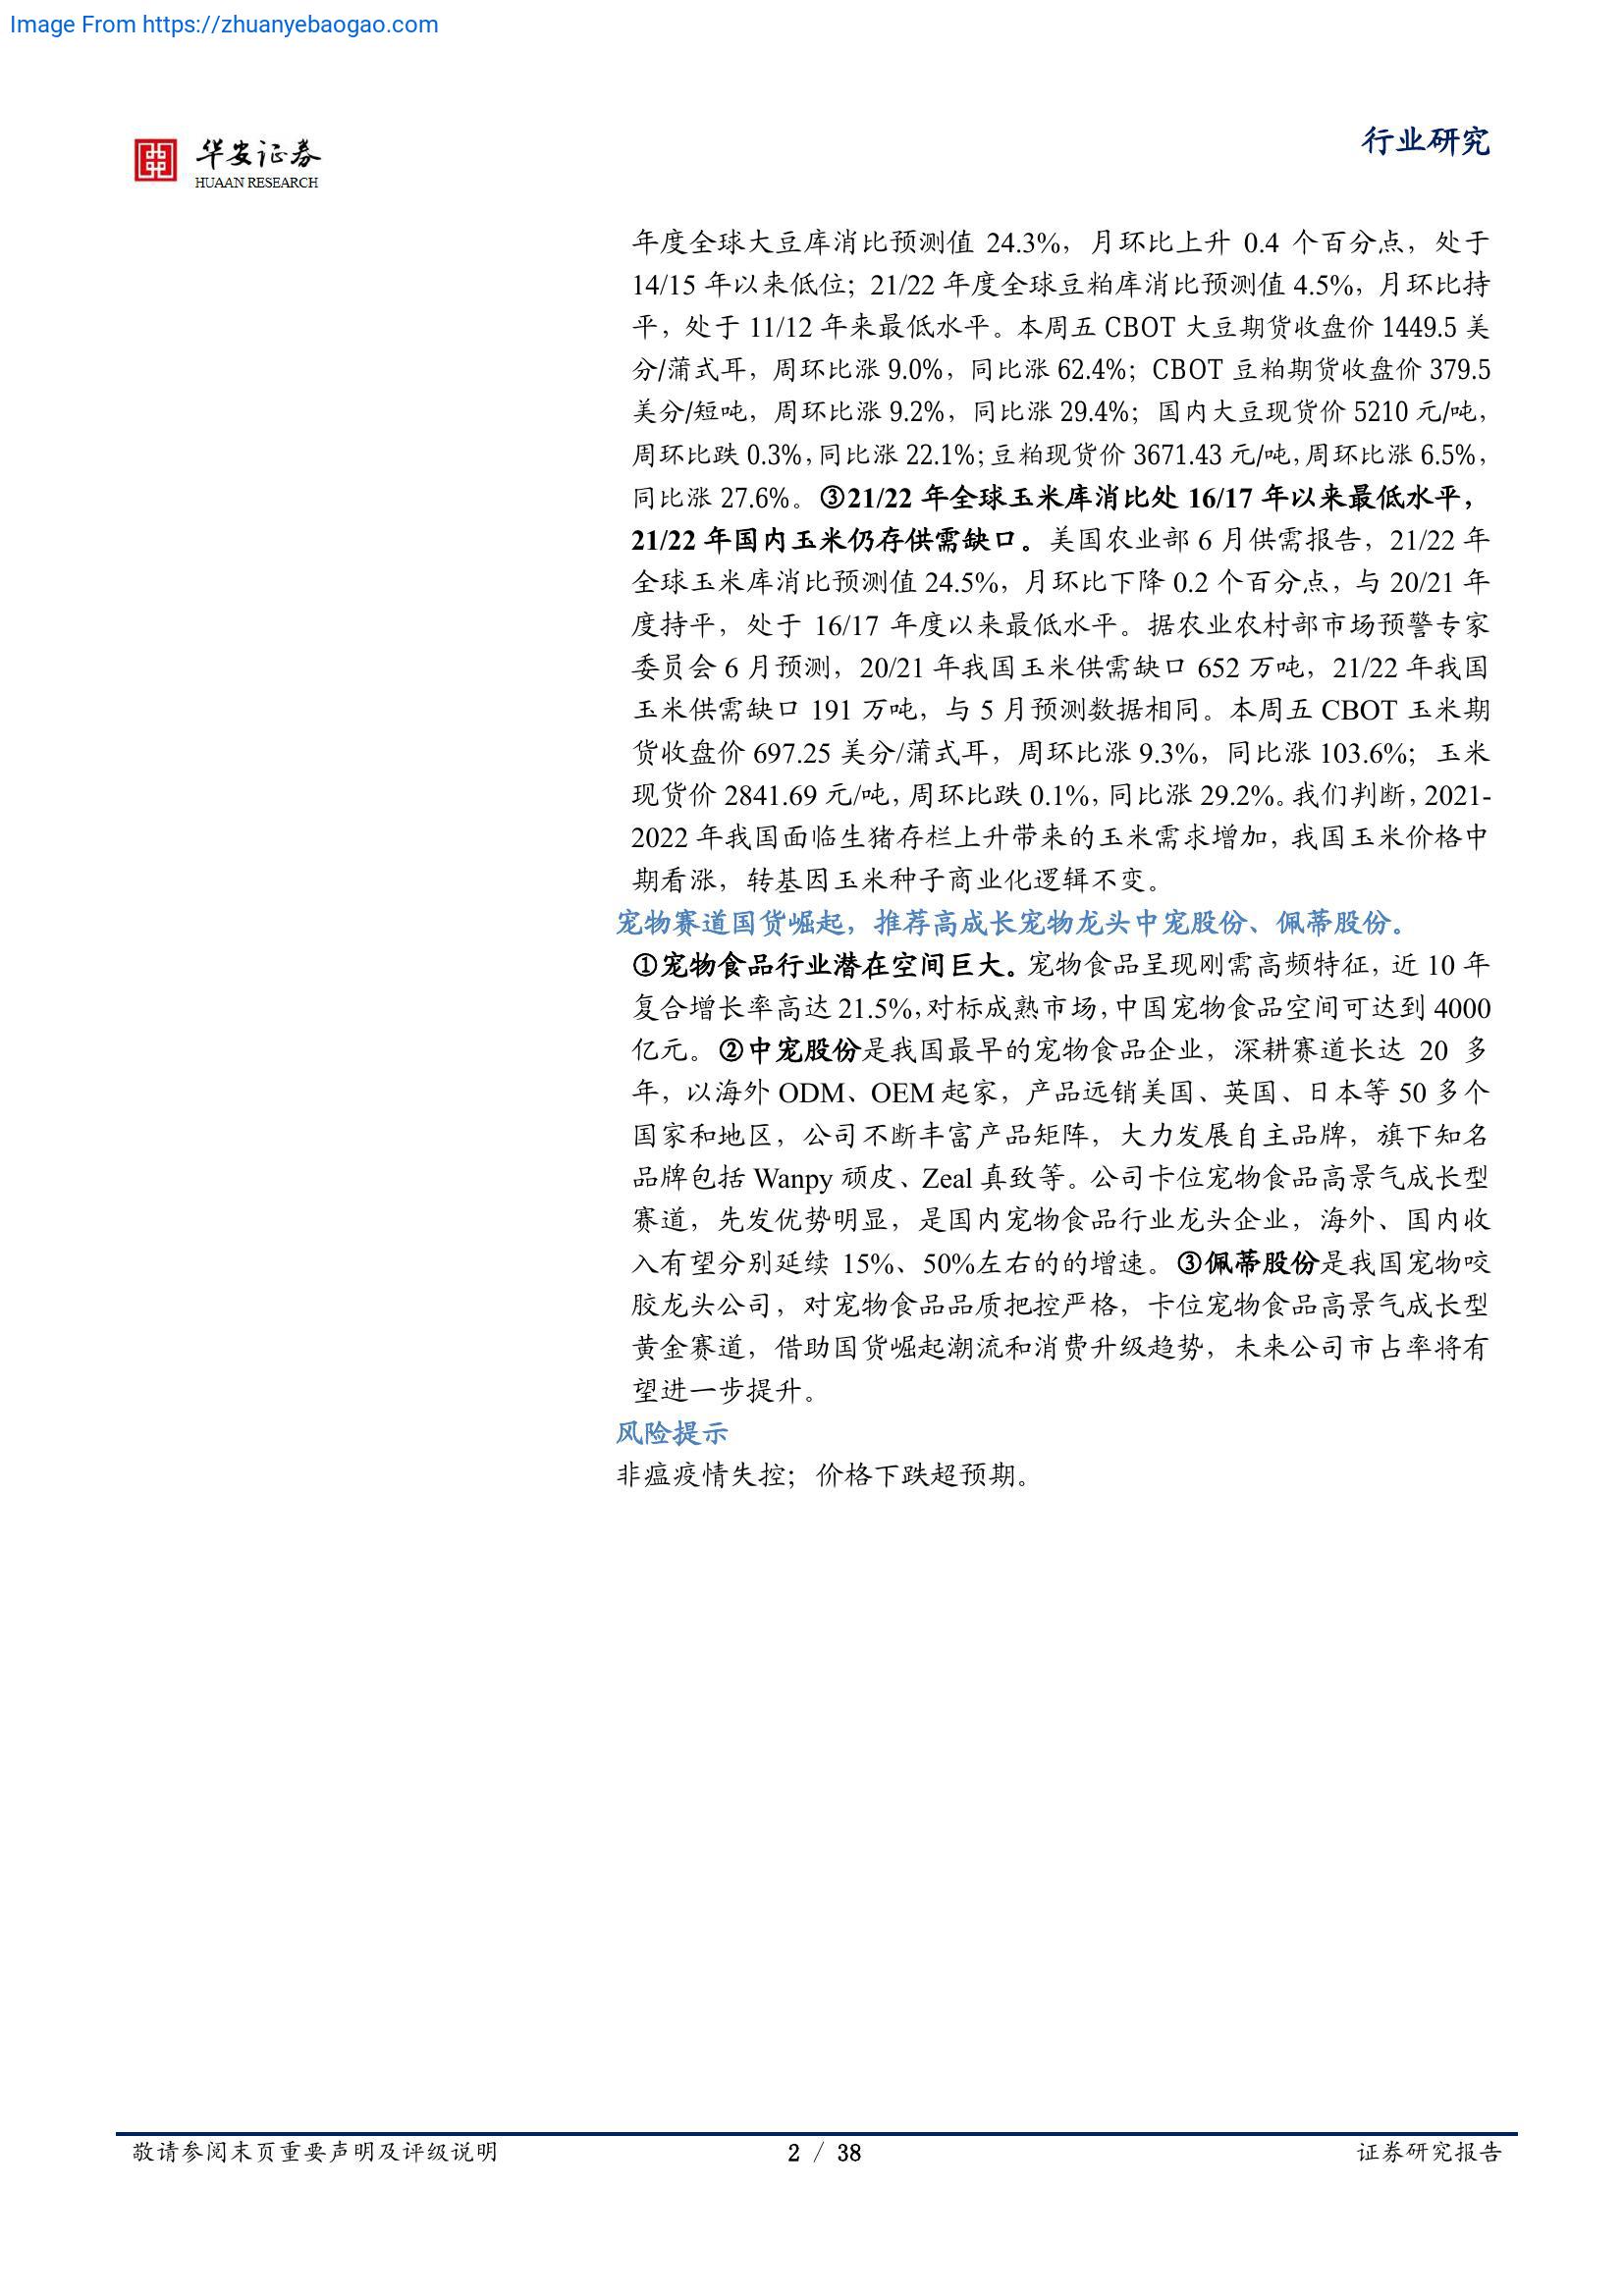 Image From https://zhuanyebaogao.com
华安证券
HUAAN RESEARCH
行业研究
年度全球大豆库消比预测值 24.3%，月环比上升 0.4 个百分点，处于
14/15 年以来低位；21/22 年度全球豆粕库消比预测值 4.5%，月环比持
平，处于 11/12 年来最低水平。本周五 CBOT 大豆期货收盘价 1449.5 美
分/蒲式耳，周环比涨 9.0%，同比涨 62.4%；CBOT 豆粕期货收盘价 379.5
美分/短吨，周环比涨 9.2%，同比涨 29.4%；国内大豆现货价 5210 元/吨，
周环比跌 0.3%，同比涨 22.1%；豆粕现货价 3671.43 元/吨，周环比涨 6.5%，
同比涨 27.6%。③21/22 年全球玉米库消比处 16/17 年以来最低水平，
21/22 年国内玉米仍存供需缺口。美国农业部 6 月供需报告，21/22 年
全球玉米库消比预测值 24.5%，月环比下降 0.2 个百分点，与 20/21 年
度持平，处于 16/17 年度以来最低水平。据农业农村部市场预警专家
委员会 6 月预测，20/21 年我国玉米供需缺口 652 万吨，21/22 年我国
玉米供需缺口 191 万吨，与 5 月预测数据相同。本周五 CBOT 玉米期
货收盘价 697.25 美分/蒲式耳，周环比涨 9.3%，同比涨 103.6%；玉米
现货价 2841.69 元/吨，周环比跌 0.1%，同比涨 29.2%。我们判断，2021-
2022 年我国面临生猪存栏上升带来的玉米需求增加，我国玉米价格中
期看涨，转基因玉米种子商业化逻辑不变。
宠物赛道国货崛起，推荐高成长宠物龙头中宠股份、佩蒂股份。
①宠物食品行业潜在空间巨大。宠物食品呈现刚需高频特征，近 10 年
复合增长率高达 21.5%，对标成熟市场，中国宠物食品空间可达到 4000
亿元。②中宠股份是我国最早的宠物食品企业，深耕赛道长达 20 多
年，以海外 ODM、OEM 起家，产品远销美国、英国、日本等 50 多个
国家和地区，公司不断丰富产品矩阵，大力发展自主品牌，旗下知名
品牌包括 Wanpy 顽皮、Zeal 真致等。公司卡位宠物食品高景气成长型
赛道，先发优势明显，是国内宠物食品行业龙头企业，海外、国内收
入有望分别延续 15%、50%左右的的增速。③佩蒂股份是我国宠物咬
胶龙头公司，对宠物食品品质把控严格，卡位宠物食品高景气成长型
黄金赛道，借助国货崛起潮流和消费升级趋势，未来公司市占率将有
望进一步提升。
风险提示
非瘟疫情失控；价格下跌超预期。
敬请参阅末页重要声明及评级说明
2 / 38
证券研究报告